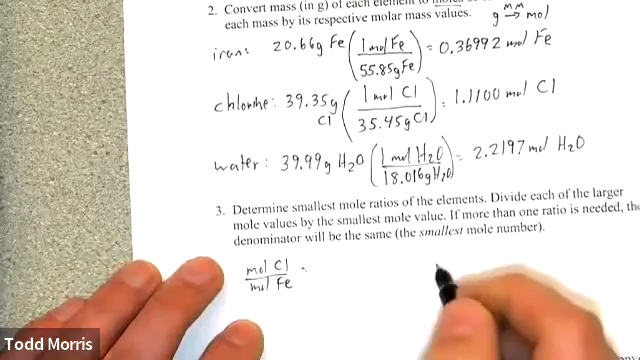 2. Convert mass (in g) of each element to moles
each mass by its respective molar mass values. g MM→ mol
iron: 20.66g Fe (1 mol Fe / 55.85g Fe) = 0.36992 mol Fe
chlorine: 39.35g Cl (1 mol Cl / 35.45g Cl) = 1.1100 mol Cl
water: 39.99g H2O (1 mol H2O / 18.016g H2O) = 2.2197 mol H2O
3. Determine smallest mole ratios of the elements. Divide each of the larger
mole values by the smallest mole value. If more than one ratio is needed, the
denominator will be the same (the smallest mole number).
mol Cl
mol Fe
Todd Morris